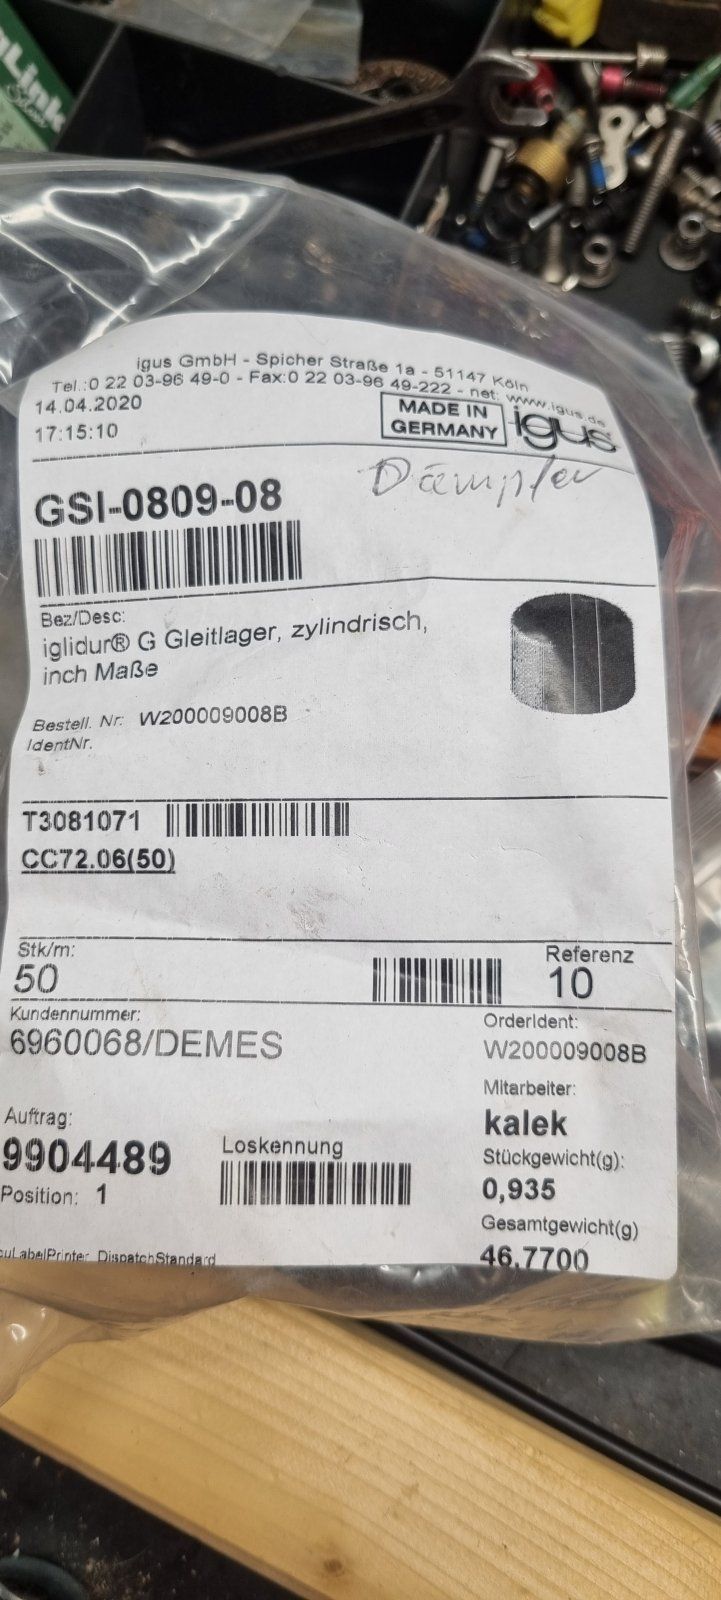 Link
igus GmbH - Spicher Straße 1a - 51147 Köln
Tel.:0 22 03-96 49-0 - Fax:0 22 03-96 49-222 - net: www.igus.de
14.04.2020
17:15:10
MADE IN
GERMANY
igus
Dämpfer
GSI-0809-08
Bez/Desc:
iglidur® G Gleitlager, zylindrisch,
inch Maße
Bestell. Nr: W200009008B
IdentNr.
T3081071
CC72.06(50)
Stk/m:
50
Referenz
10
Kundennummer:
6960068/DEMES
OrderIdent:
W200009008B
Mitarbeiter:
kalek
Auftrag:
9904489
Loskennung
Stückgewicht(g):
0,935
Position: 1
Gesamtgewicht(g)
46,7700
DispatchStandard